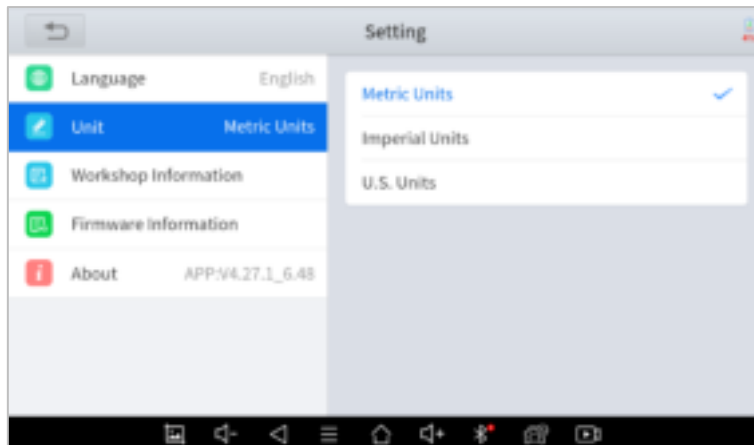 Setting
Language English
Unit Metric Units
Workshop Information
Firmware Information
About APP:V4.27.1_6.48
Metric Units
Imperial Units
U.S. Units